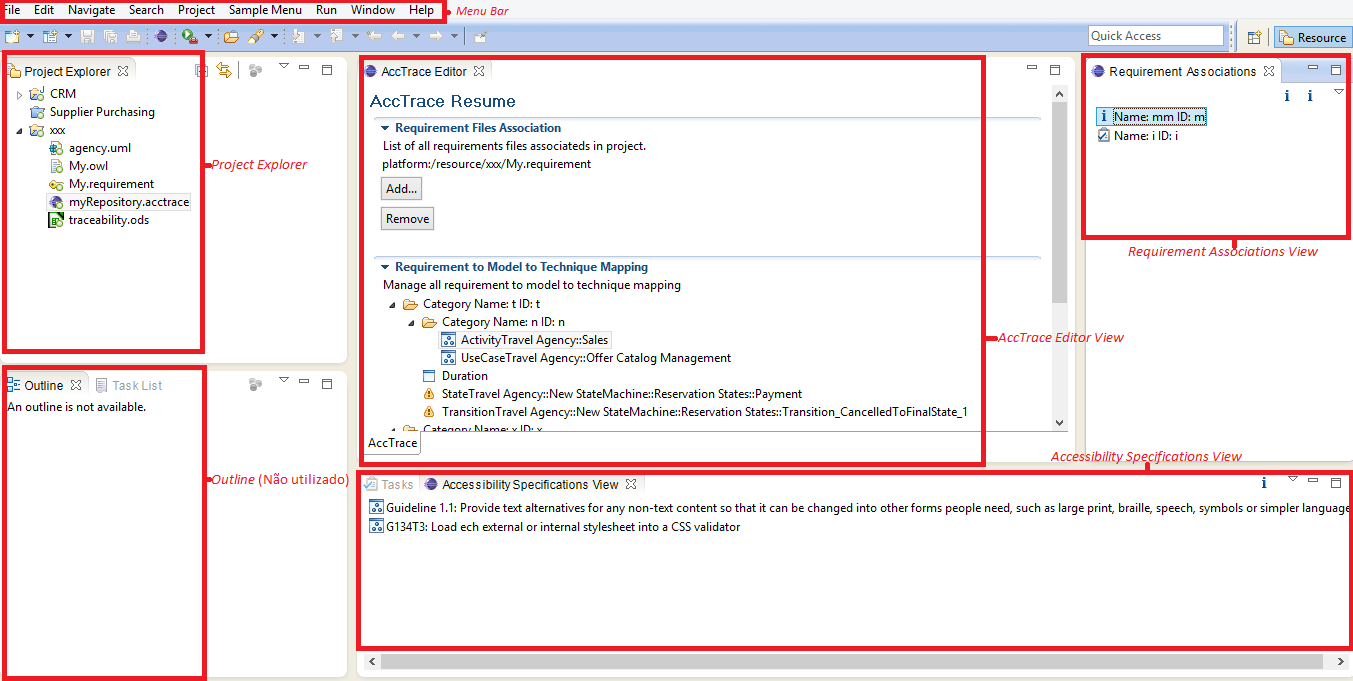 File Edit Navigate Search Project Sample Menu Run Window Help
Menu Bar
Quick Access
Resource
Project Explorer
CRM
Supplier Purchasing
xxx
agency.uml
My.owl
My.requirement
myRepository.acctrace
traceability.ods
Project Explorer
Outline Task List
An outline is not available.
Outline (Não utilizado)
AccTrace Editor
AccTrace Resume
Requirement Files Association
List of all requirements files associateds in project.
platform:/resource/xxx/My.requirement
Add...
Remove
Requirement to Model to Technique Mapping
Manage all requirement to model to technique mapping
Category Name: t ID: t
Category Name: n ID: n
ActivityTravel Agency::Sales
UseCaseTravel Agency::Offer Catalog Management
Duration
StateTravel Agency::New StateMachine::Reservation States::Payment
TransitionTravel Agency::New StateMachine::Reservation States::Transition_CancelledToFinalState_1
Category Name: x ID: x
AccTrace
AccTrace Editor View
Requirement Associations
Name: mm ID: m
Name: i ID: i
Requirement Associations View
Accessibility Specifications View
Tasks Accessibility Specifications View
Guideline 1.1: Provide text alternatives for any non-text content so that it can be changed into other forms people need, such as large print, braille, speech, symbols or simpler language
G134T3: Load ech external or internal stylesheet into a CSS validator